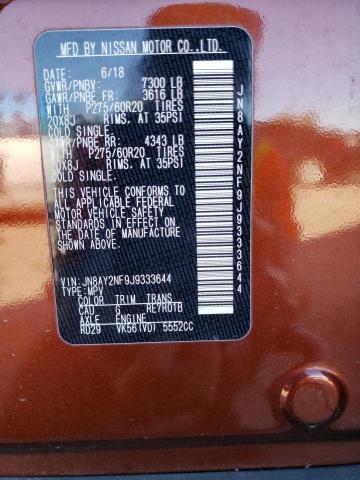 MFD BY NISSAN MOTOR CO.,LTD.
DATE: 6/18
GVWR/PNBV 7300 LB
GAWR/PNBE FR: 3616 LB
WITH P275/60R20 TIRES
20X8J RIMS. AT 35PSI
COLD SINGLE.
GAWR/PNBE RR: 4343 LB
WITH P275/60R20 TIRES
20X8J RIMS. AT 35PSI
COLD SINGLE.
THIS VEHICLE CONFORMS TO
ALL APPLICABLE FEDERAL
MOTOR VEHICLE SAFETY
STANDARDS IN EFFECT ON
THE DATE OF MANUFACTURE
SHOWN ABOVE.
VIN: JN8AY2NF9J9333644
TYPE: MPV
COLOR TRIM TRANS
CAU G RE7R01B
AXLE ENGINE
RD29 VK56(VD) 5552CC
JN8AY2NF9J9333644